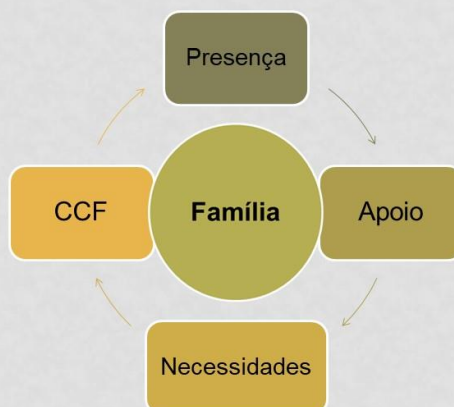 Presença
CCF
Família
Apoio
Necessidades